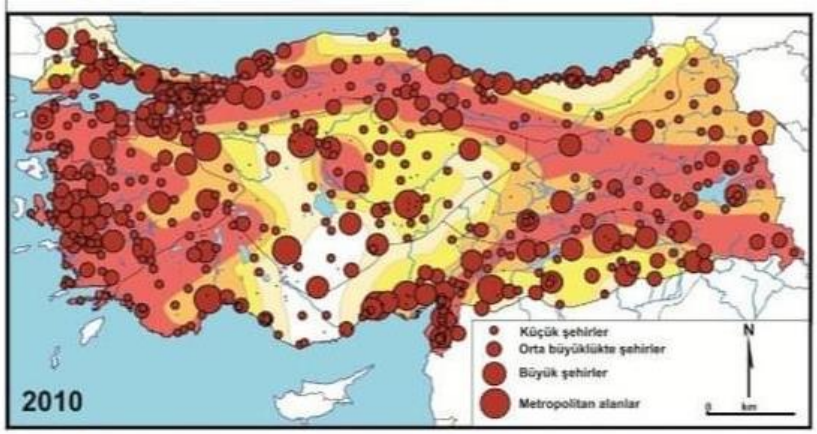 Küçük şehirler
Orta büyüklükte şehirler
Büyük şehirler
Metropolitan alanlar
N
0 km
2010